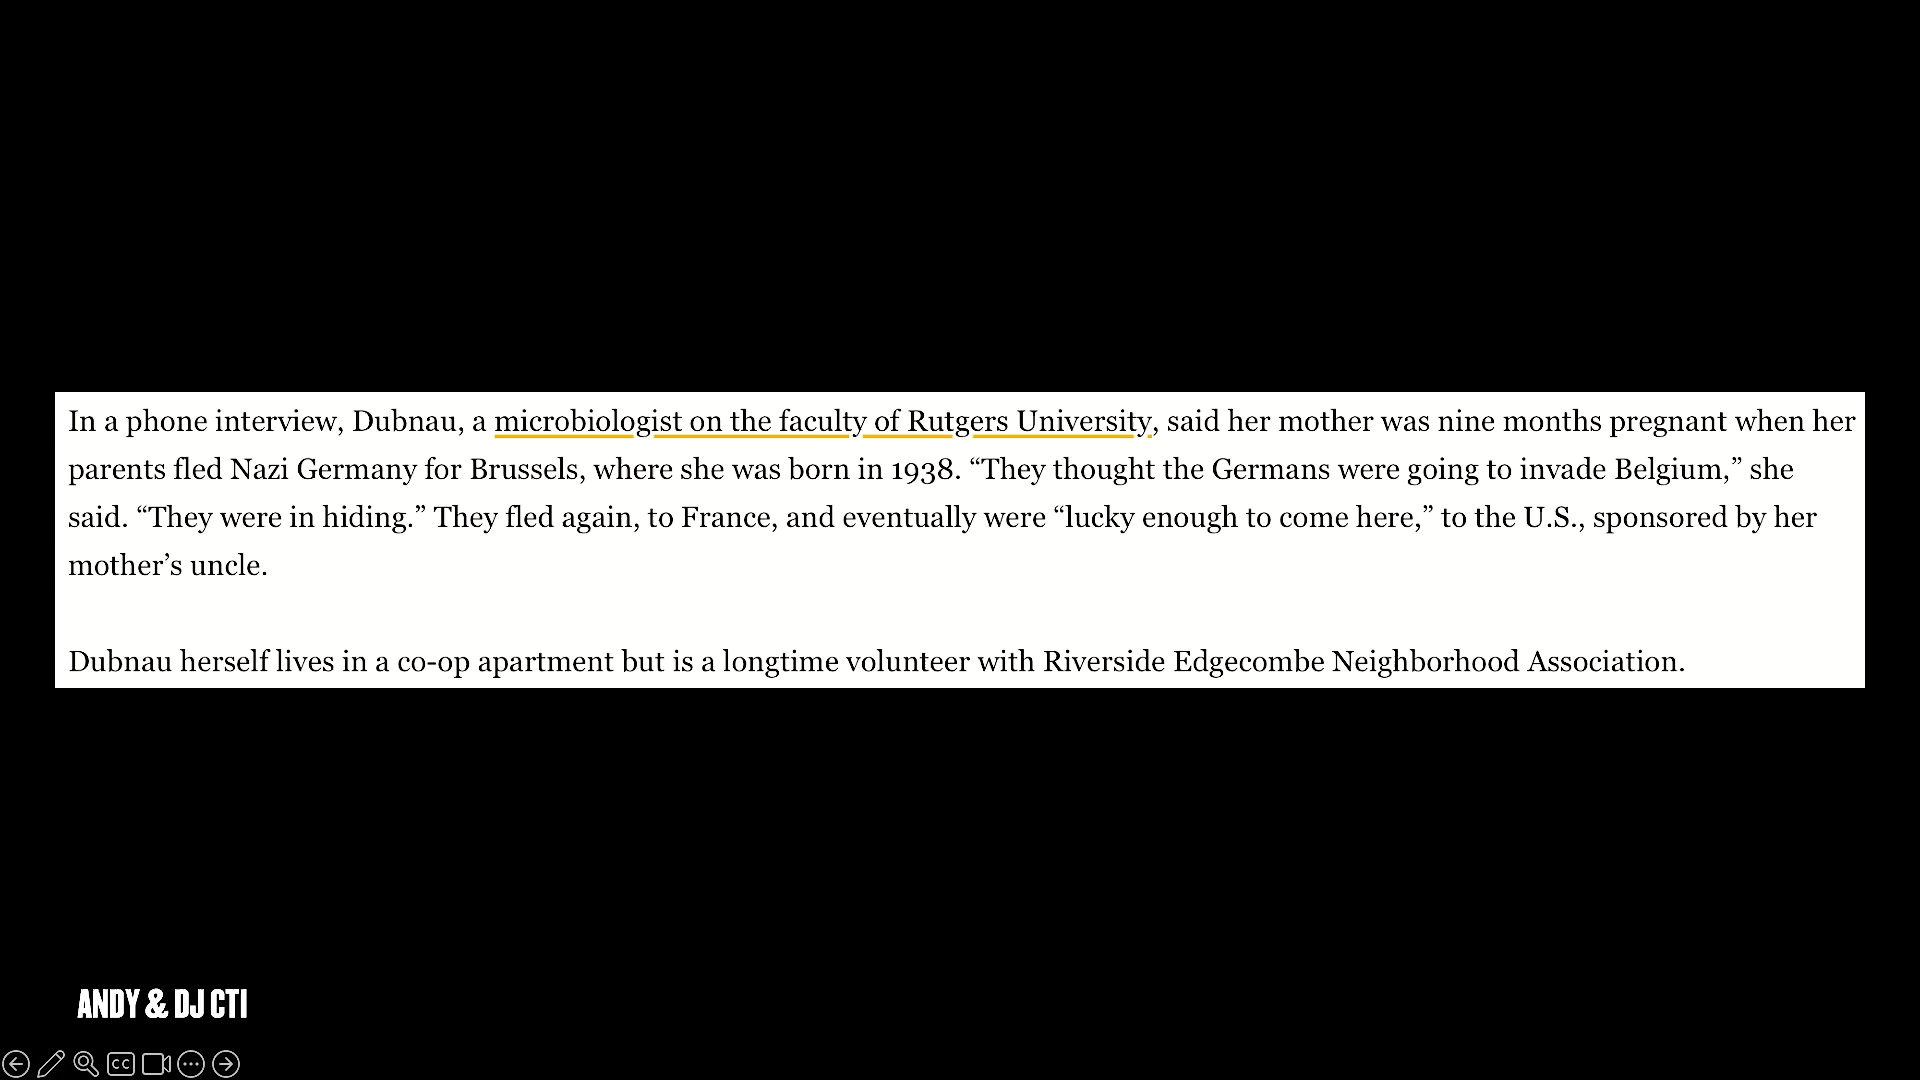 In a phone interview, Dubnau, a microbiologist on the faculty of Rutgers University, said her mother was nine months pregnant when her
parents fled Nazi Germany for Brussels, where she was born in 1938. “They thought the Germans were going to invade Belgium,” she
said. “They were in hiding.” They fled again, to France, and eventually were “lucky enough to come here,” to the U.S., sponsored by her
mother’s uncle.
Dubnau herself lives in a co-op apartment but is a longtime volunteer with Riverside Edgecombe Neighborhood Association.
ANDY & DJ CTI
CC